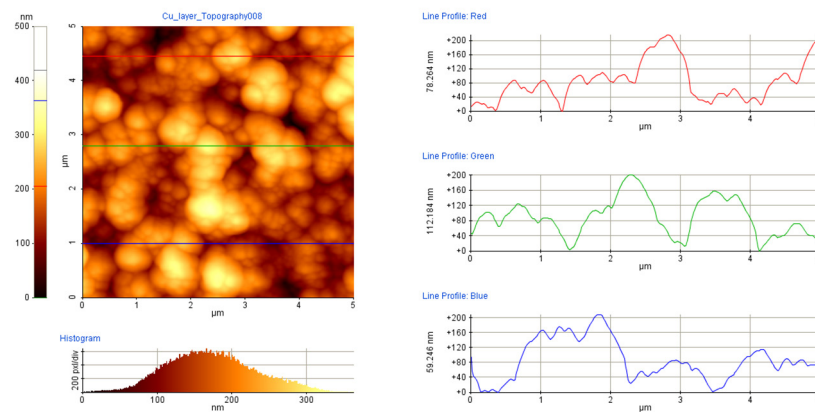 nm
Cu_layer_Topography008
500
400
300
200
100
0
5
4
3
µm
2
1
0
0 1 2 3 4 5
µm
Histogram
200 pxl/div
0 100 200 300
nm
Line Profile: Red
78.264 nm
+200
+160
+120
+80
+40
+0
0 1 2 3 4
µm
Line Profile: Green
112.184 nm
+200
+160
+120
+80
+40
+0
0 1 2 3 4
µm
Line Profile: Blue
59.246 nm
+200
+160
+120
+80
+40
+0
0 1 2 3 4
µm